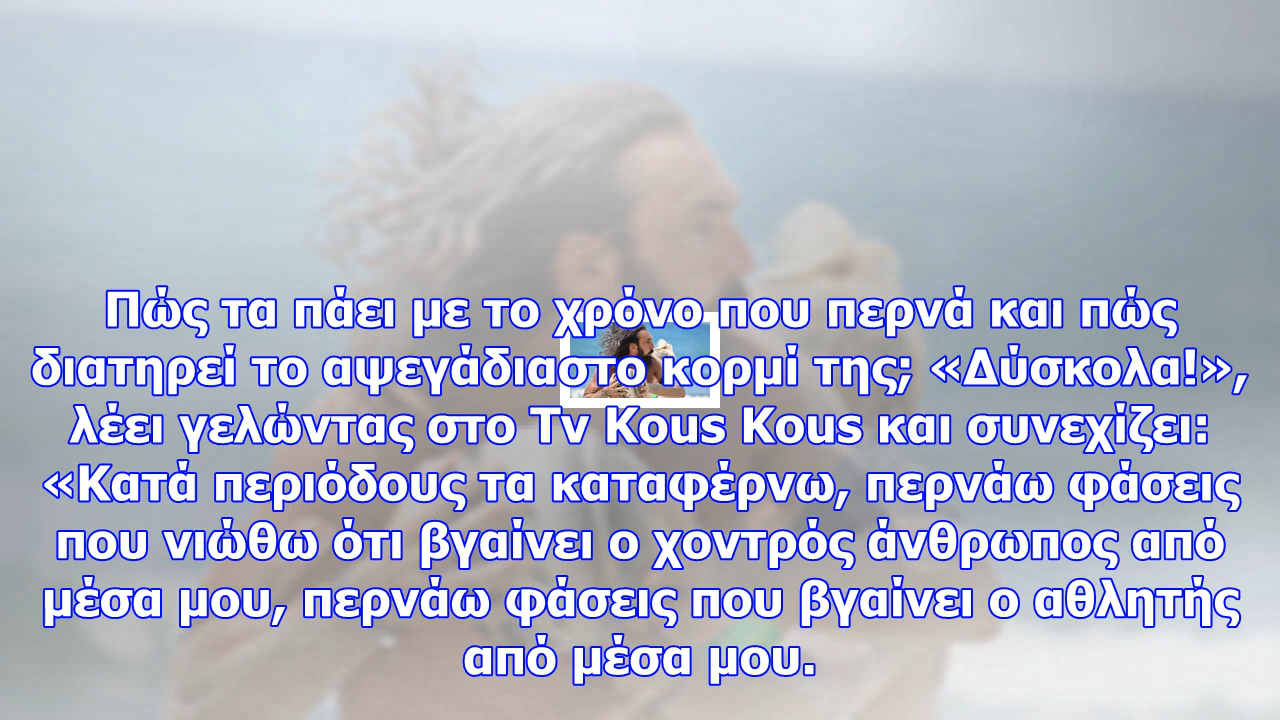 Πώς τα πάει με το χρόνο που περνά και πώς
διατηρεί το αψεγάδιαστο κορμί της; «Δύσκολα!»,
λέει γελώντας στο Tv Kous Kous και συνεχίζει:
«Κατά περιόδους τα καταφέρνω, περνάω φάσεις
που νιώθω ότι βγαίνει ο χοντρός άνθρωπος από
μέσα μου, περνάω φάσεις που βγαίνει ο αθλητής
από μέσα μου.